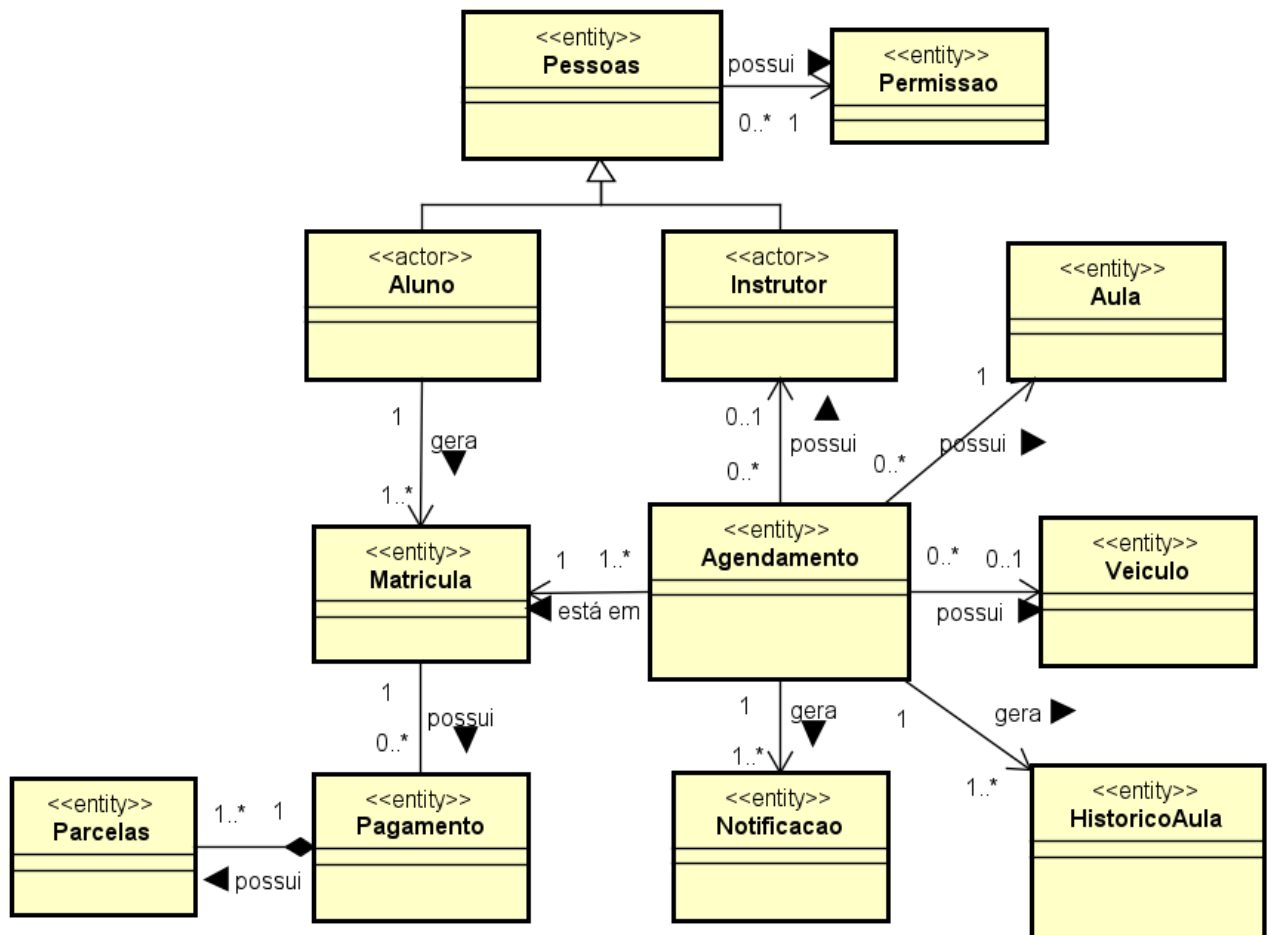 <<entity>>
Pessoas
possui
0..* 1
<<entity>>
Permissao
<<actor>>
Aluno
<<actor>>
Instrutor
<<entity>>
Aula
1
gera
1..*
0..1
possui
0..*
1
possui
0..*
<<entity>>
Matricula
1 1..*
está em
<<entity>>
Agendamento
0..* 0..1
possui
<<entity>>
Veiculo
1
possui
0..*
1
gera
1..*
1
gera
1..*
<<entity>>
Parcelas
1..* 1
possui
<<entity>>
Pagamento
<<entity>>
Notificacao
<<entity>>
HistoricoAula